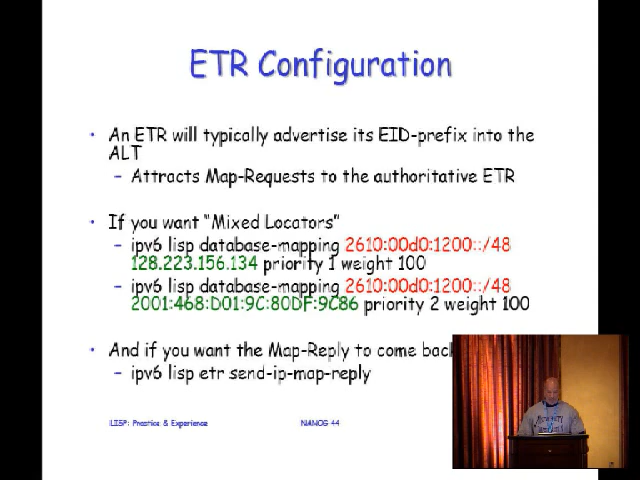 ETR Configuration
• An ETR will typically advertise its EID-prefix into the
ALT
– Attracts Map-Requests to the authoritative ETR
• If you want "Mixed Locators"
– ipv6 lisp database-mapping 2610:00d0:1200::/48
128.223.156.134 priority 1 weight 100
– ipv6 lisp database-mapping 2610:00d0:1200::/48
2001:468:D01:9C:80DF:9C86 priority 2 weight 100
• And if you want the Map-Reply to come back
– ipv6 lisp etr send-ip-map-reply
LISP: Practice & Experience
NANOG 44